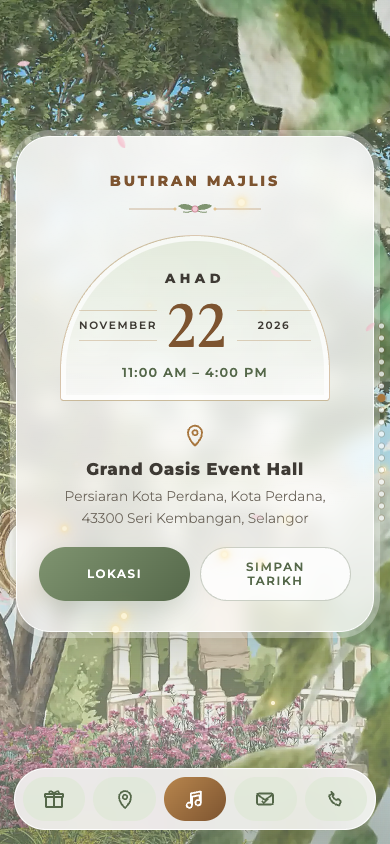 BUTIRAN MAJLIS
AHAD
NOVEMBER 22 2026
11:00 AM – 4:00 PM
Grand Oasis Event Hall
Persiaran Kota Perdana, Kota Perdana,
43300 Seri Kembangan, Selangor
LOKASI
SIMPAN
TARIKH